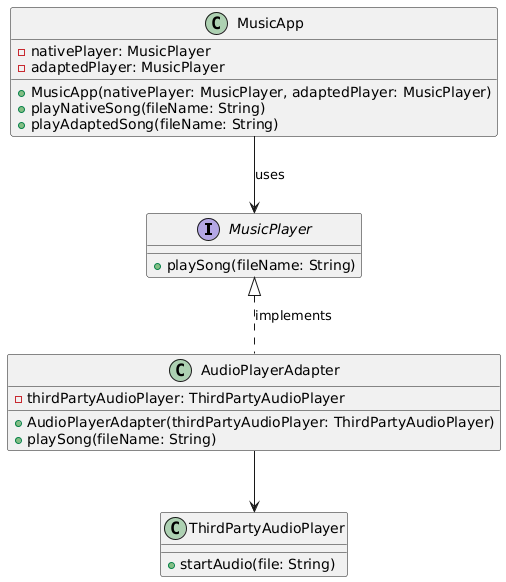 C MusicApp
nativePlayer: MusicPlayer
adaptedPlayer: MusicPlayer
MusicApp(nativePlayer: MusicPlayer, adaptedPlayer: MusicPlayer)
playNativeSong(fileName: String)
playAdaptedSong(fileName: String)
uses
I MusicPlayer
playSong(fileName: String)
implements
C AudioPlayerAdapter
thirdPartyAudioPlayer: ThirdPartyAudioPlayer
AudioPlayerAdapter(thirdPartyAudioPlayer: ThirdPartyAudioPlayer)
playSong(fileName: String)
C ThirdPartyAudioPlayer
startAudio(file: String)